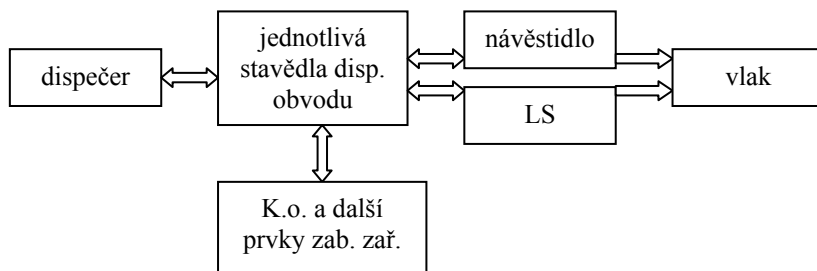 dispečer
jednotlivá
stavědla disp.
obvodu
návěstidlo
LS
vlak
K.o. a další
prvky zab. zař.